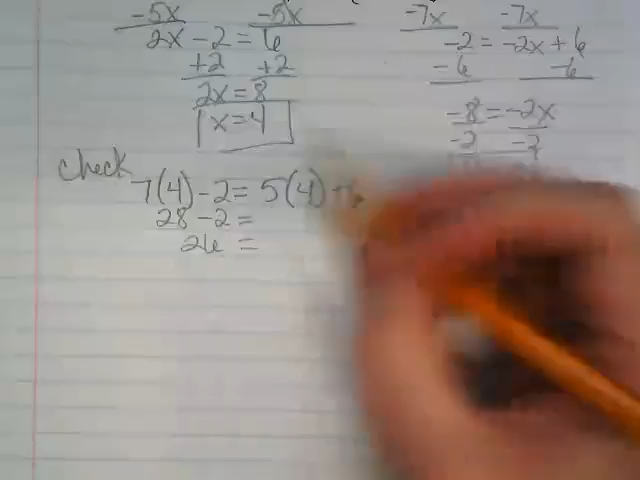 -5x -5x
2x - 2 = 6
+2 +2
2x = 8
x = 4
-7x -7x
-2 = -2x + 6
-6 -6
-8 = -2x
-2 -2
check
7(4) - 2 = 5(4) + 6
28 - 2 =
26 =